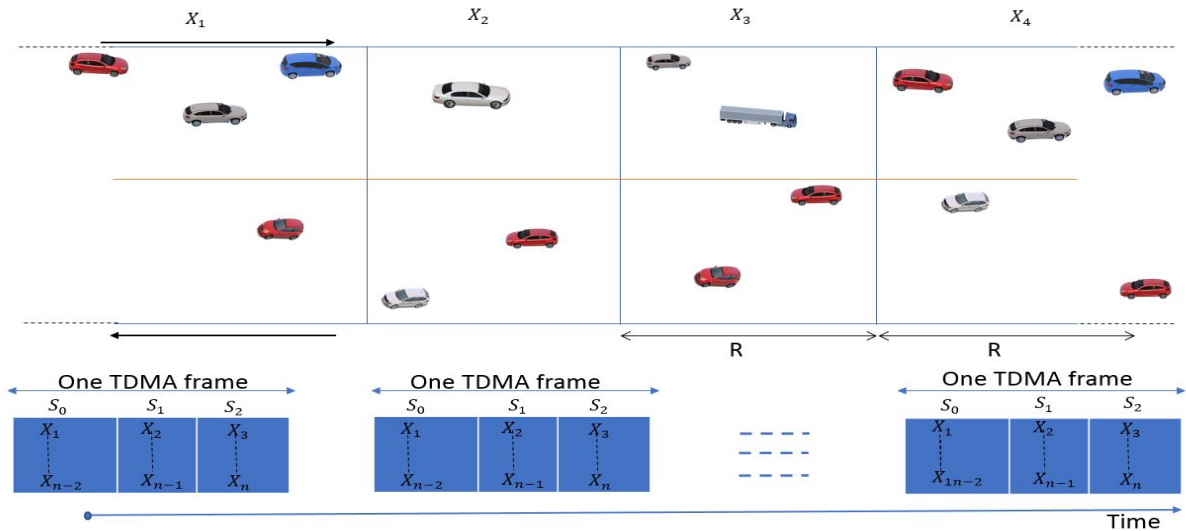 X₁ X₂ X₃ X₄
R R
One TDMA frame One TDMA frame One TDMA frame
S₀ S₁ S₂ S₀ S₁ S₂ S₀ S₁ S₂
X₁ X₂ X₃ X₁ X₂ X₃ X₁ X₂ X₃
Xₙ₋₂ Xₙ₋₁ Xₙ Xₙ₋₂ Xₙ₋₁ Xₙ X₁ₙ₋₂ Xₙ₋₁ Xₙ
Time